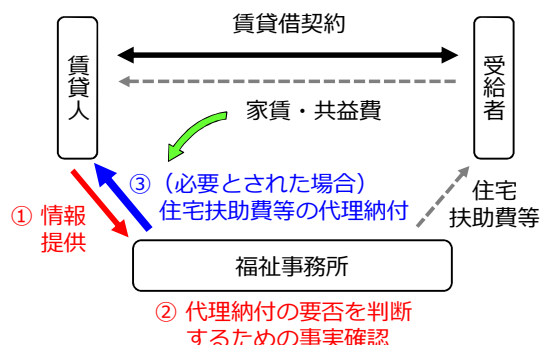 賃貸借契約
賃貸人
受給者
家賃・共益費
③（必要とされた場合）
住宅扶助費等の代理納付
① 情報
提供
住宅
扶助費等
福祉事務所
② 代理納付の要否を判断
するための事実確認